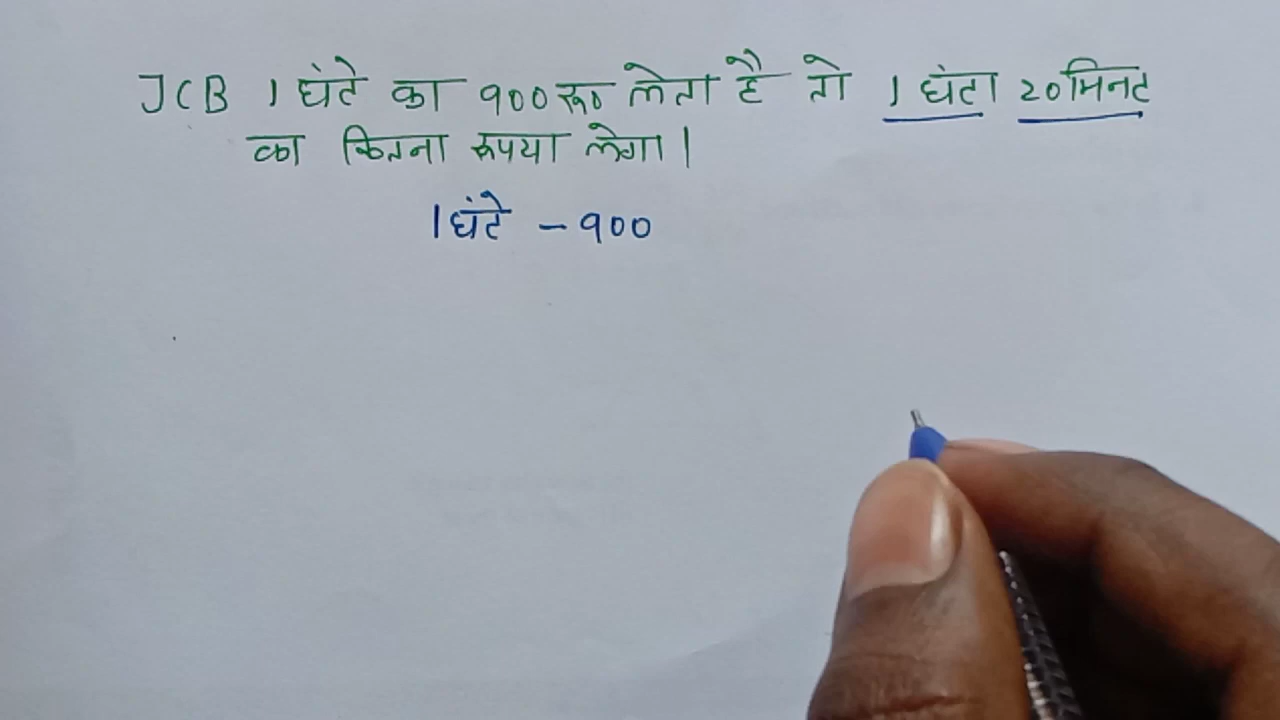 JCB 1 घंटे का 900 रू० लेता है तो 1 घंटा 20 मिनट
का कितना रूपया लेगा।
1 घंटे – 900